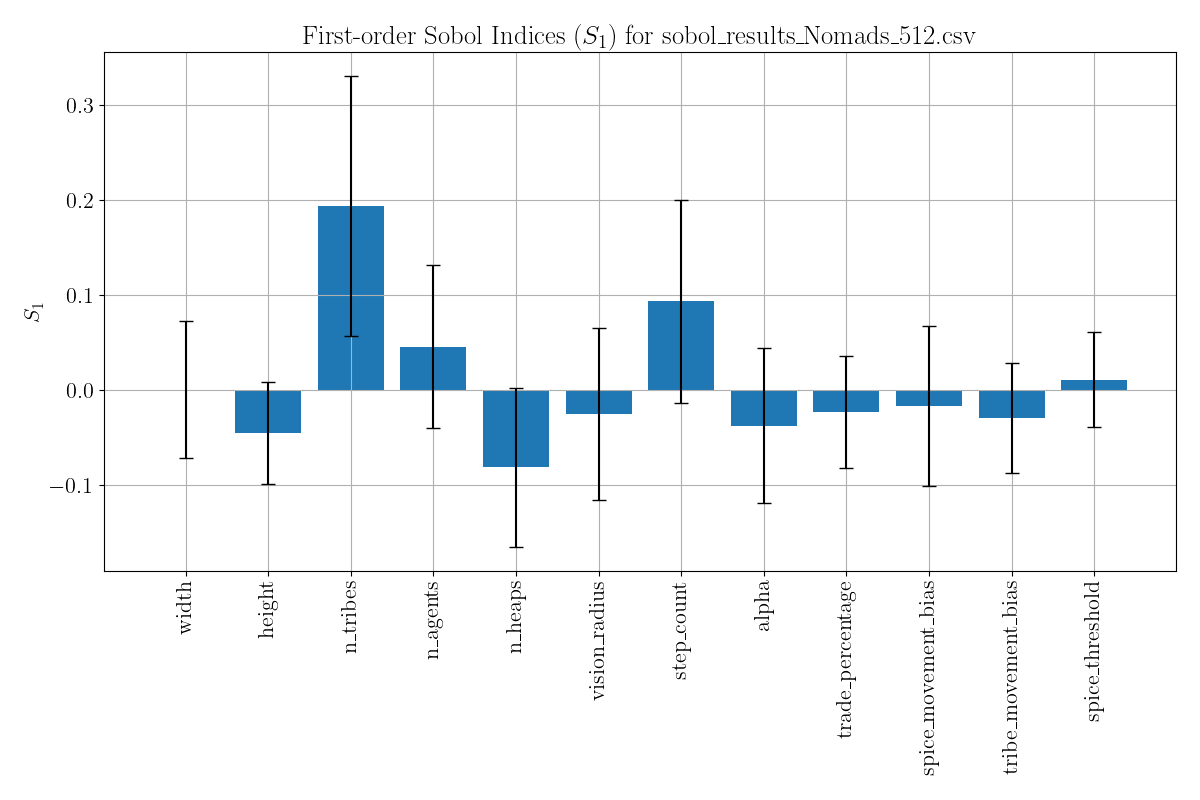 First-order Sobol Indices (S₁) for sobol_results_Nomads_512.csv
0.3
0.2
0.1
0.0
−0.1
S₁
width
height
n_tribes
n_agents
n_heaps
vision_radius
step_count
alpha
trade_percentage
spice_movement_bias
tribe_movement_bias
spice_threshold